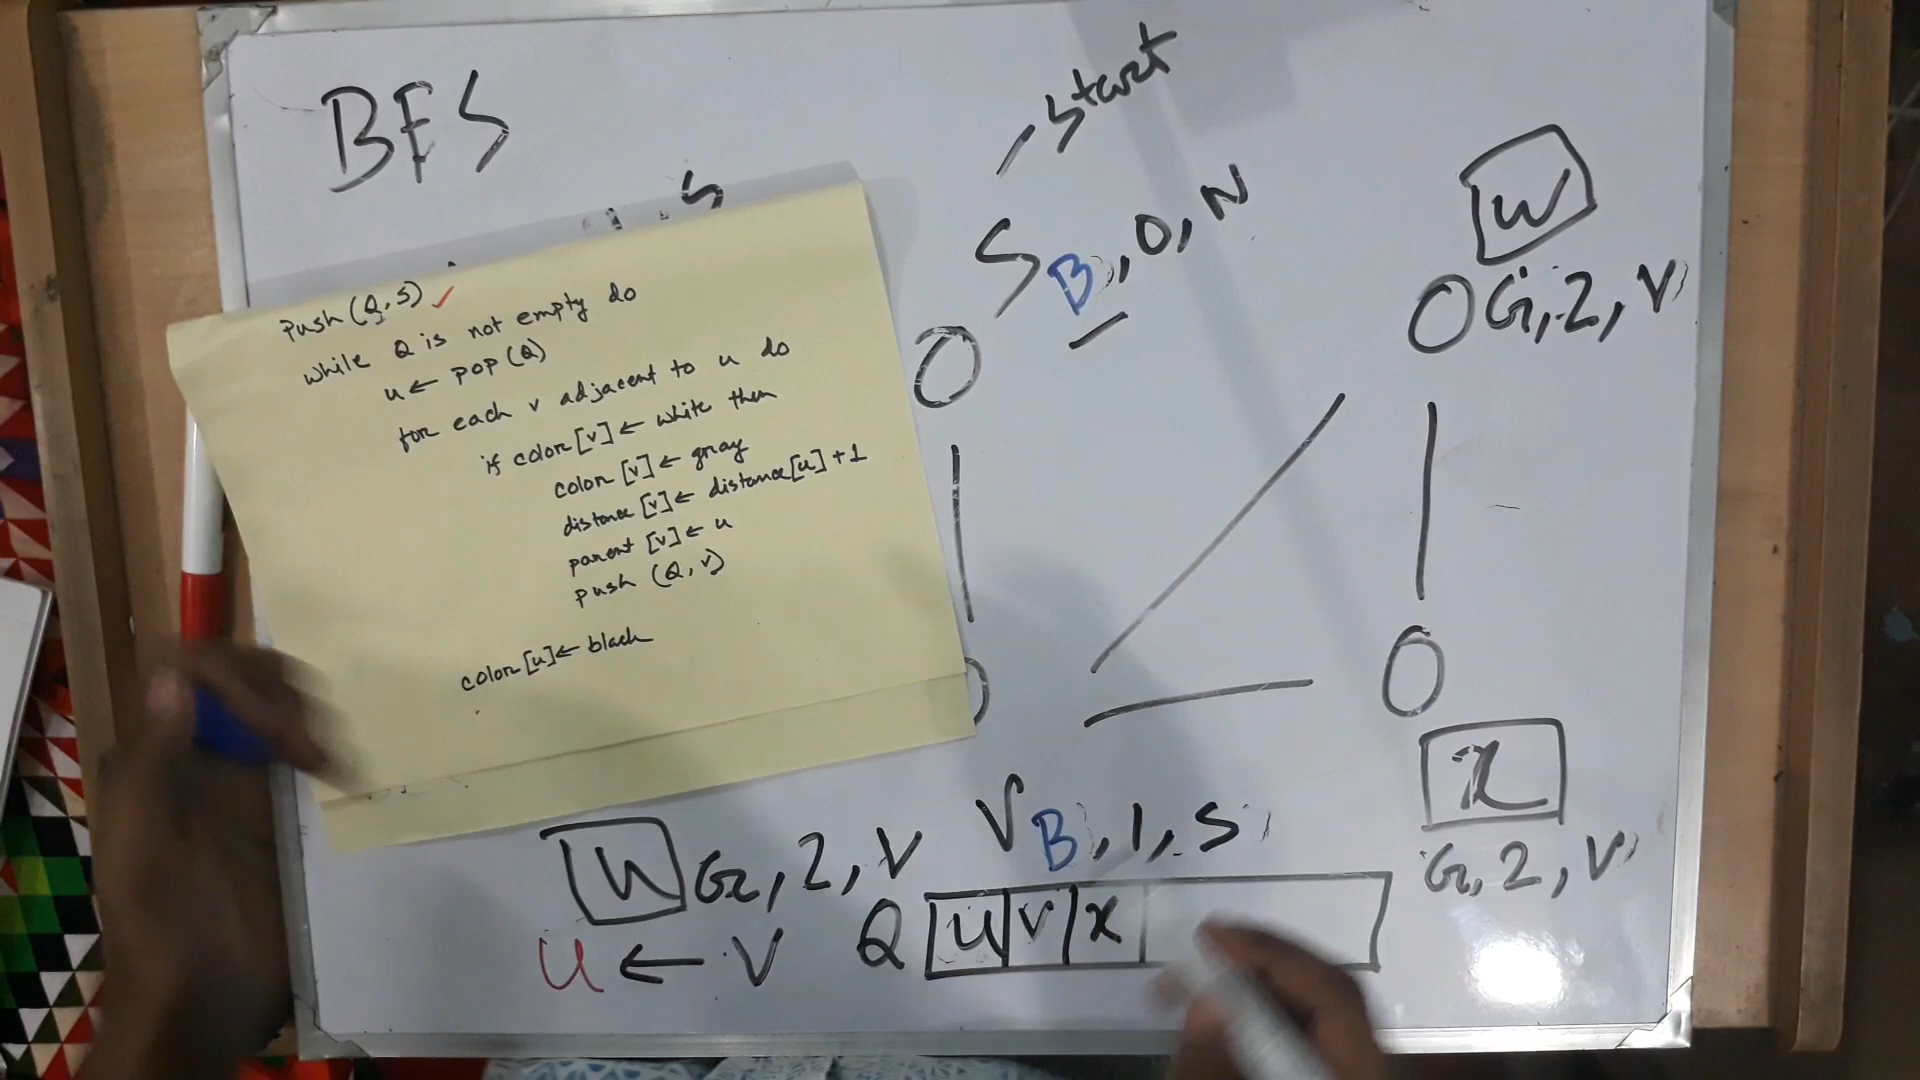 BFS
start
S
S B, 0, N
w
G, 2, V
push (Q, S) ✓
while Q is not empty do
u ← pop (Q)
for each v adjacent to u do
if color [v] ← white then
color [v] ← gray
distance [v] ← distance [u] + 1
parent [v] ← u
push (Q, v)
color [u] ← black
x
G, 2, V
V B, 1, S
u G, 2, V
Q u v x
u ← V